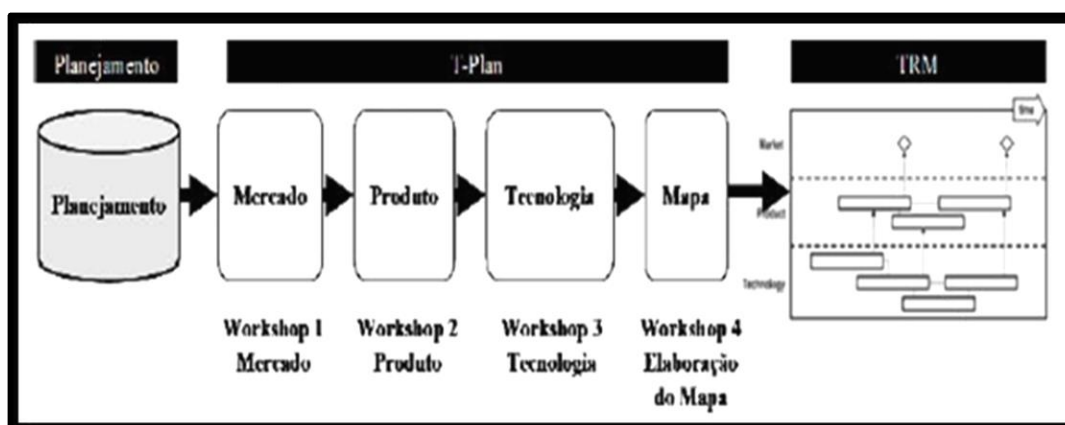 Planejamento
T-Plan
TRM
Planejamento
Mercado
Produto
Tecnologia
Mapa
time
Market
Product
Technology
Workshop 1
Mercado
Workshop 2
Produto
Workshop 3
Tecnologia
Workshop 4
Elaboração
do Mapa